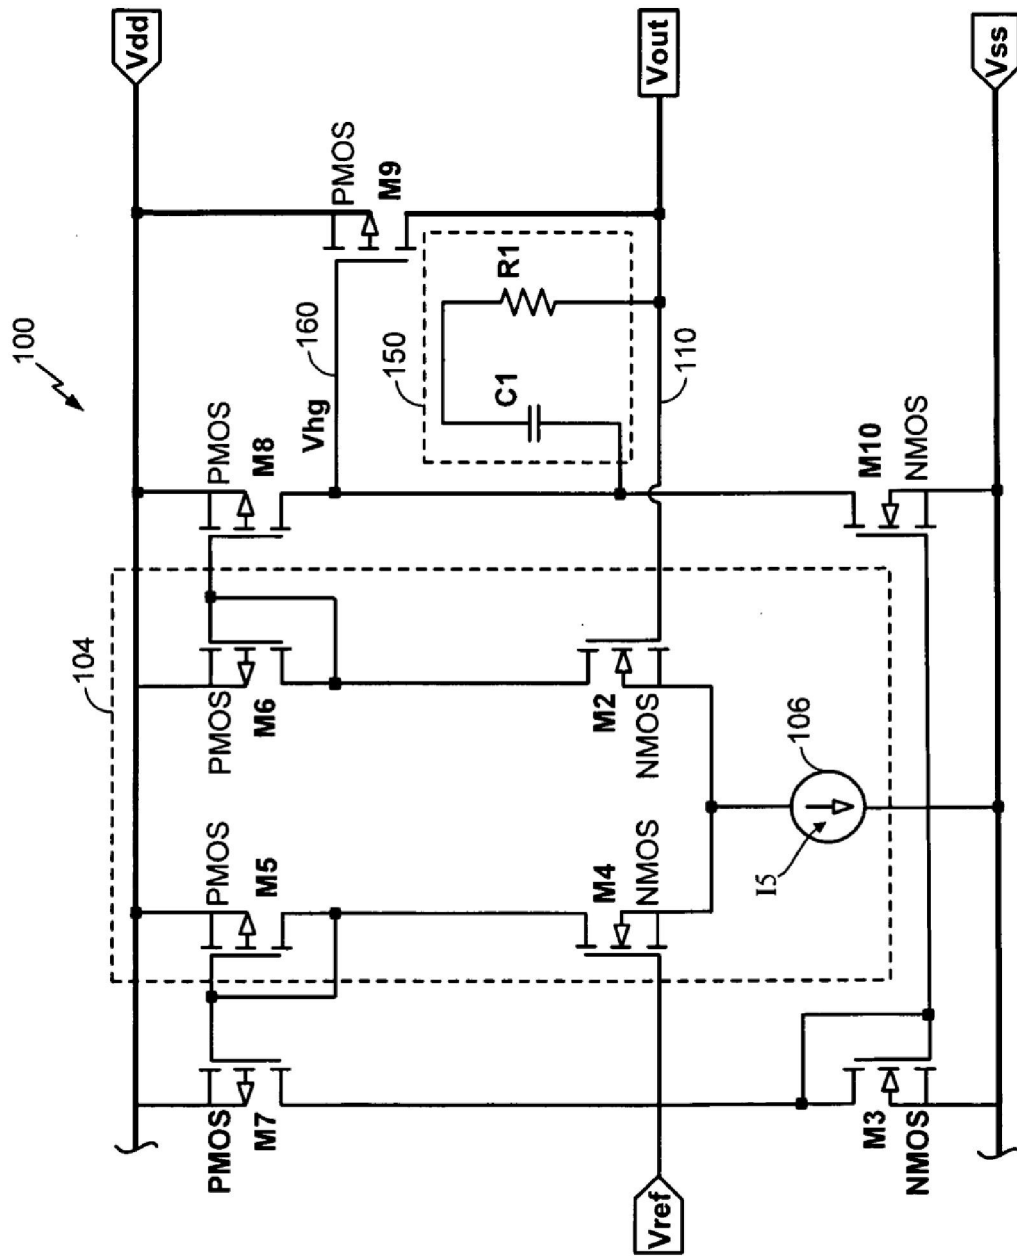 100
Vdd
104
PMOS
M7
PMOS
M5
PMOS
M6
PMOS
M8
PMOS
M9
Vhg
160
150
C1
R1
110
Vout
Vref
M4
NMOS
M2
NMOS
I5
106
M3
NMOS
M10
NMOS
Vss